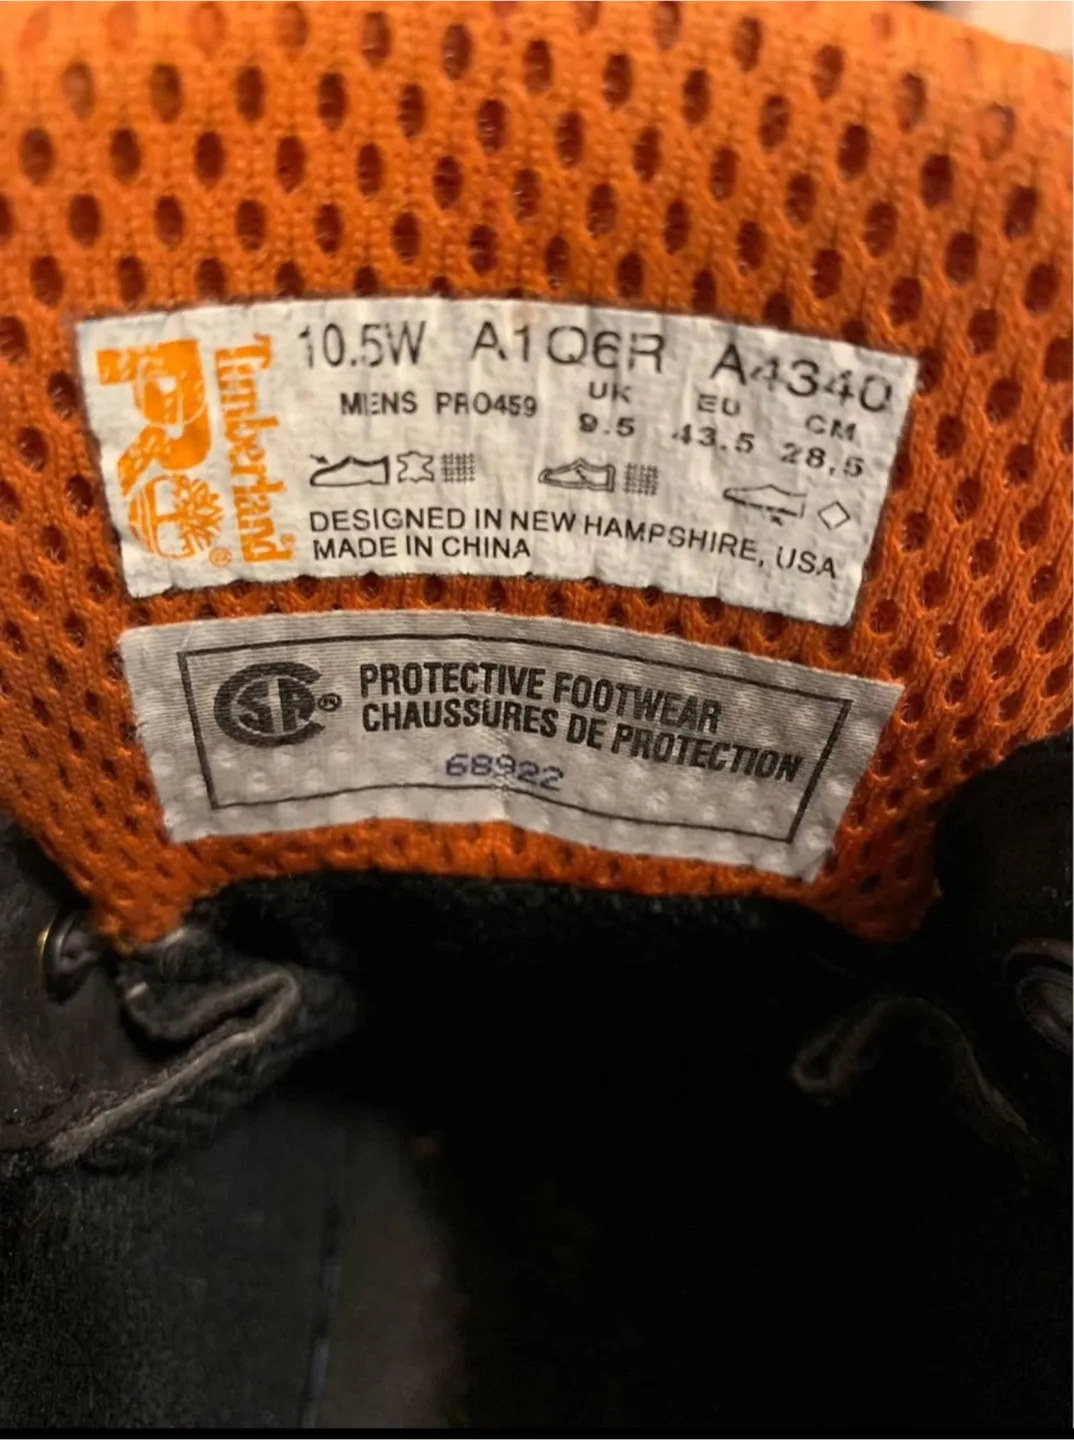 PRO
Timberland®
10.5W A1Q6R A4340
MENS PRO459 UK EU CM
9.5 43.5 28.5
DESIGNED IN NEW HAMPSHIRE, USA
MADE IN CHINA
CSA® PROTECTIVE FOOTWEAR
CHAUSSURES DE PROTECTION
68922